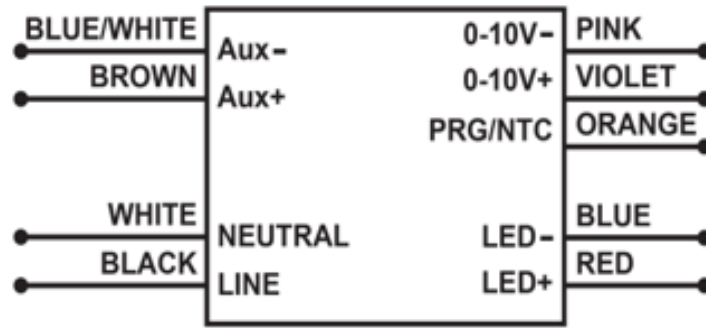 BLUE/WHITE Aux- 0-10V- PINK
BROWN Aux+ 0-10V+ VIOLET
PRG/NTC ORANGE
WHITE NEUTRAL LED- BLUE
BLACK LINE LED+ RED